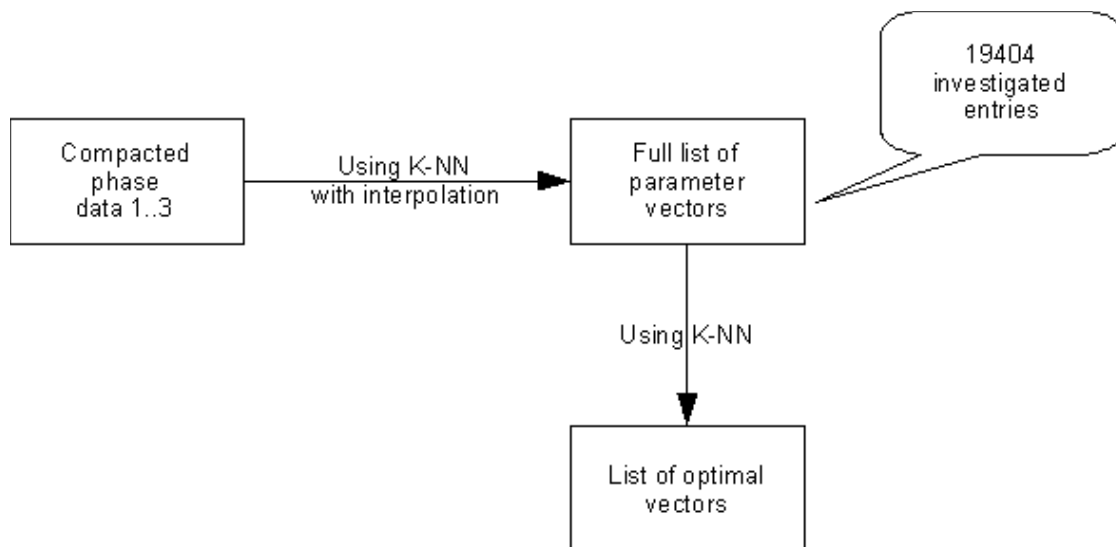 19404
investigated
entries
Compacted
phase
data 1..3
Using K-NN
with interpolation
Full list of
parameter
vectors
Using K-NN
List of optimal
vectors